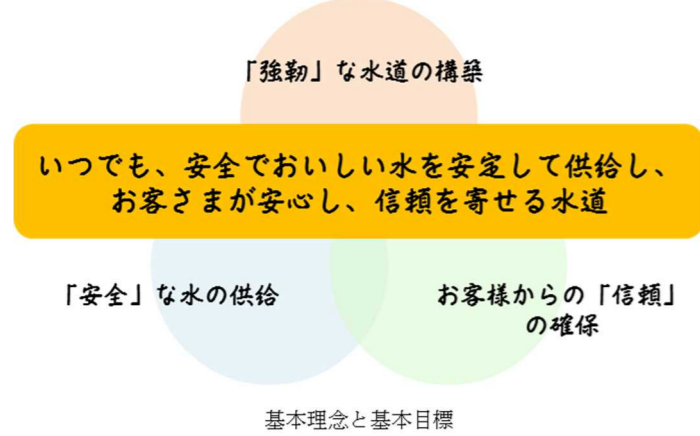 「強靭」な水道の構築
いつでも、安全でおいしい水を安定して供給し、
お客さまが安心し、信頼を寄せる水道
「安全」な水の供給
お客様からの「信頼」
の確保
基本理念と基本目標